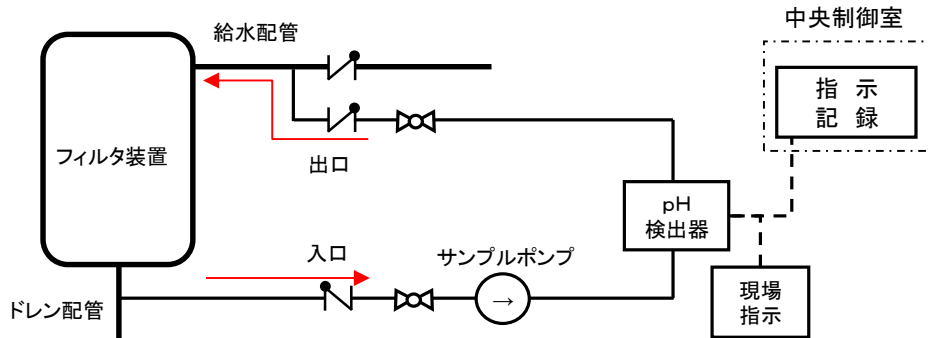 中央制御室
給水配管
指 示
記 録
フィルタ装置
出口
pH
検出器
入口
サンプルポンプ
→
現場
指示
ドレン配管